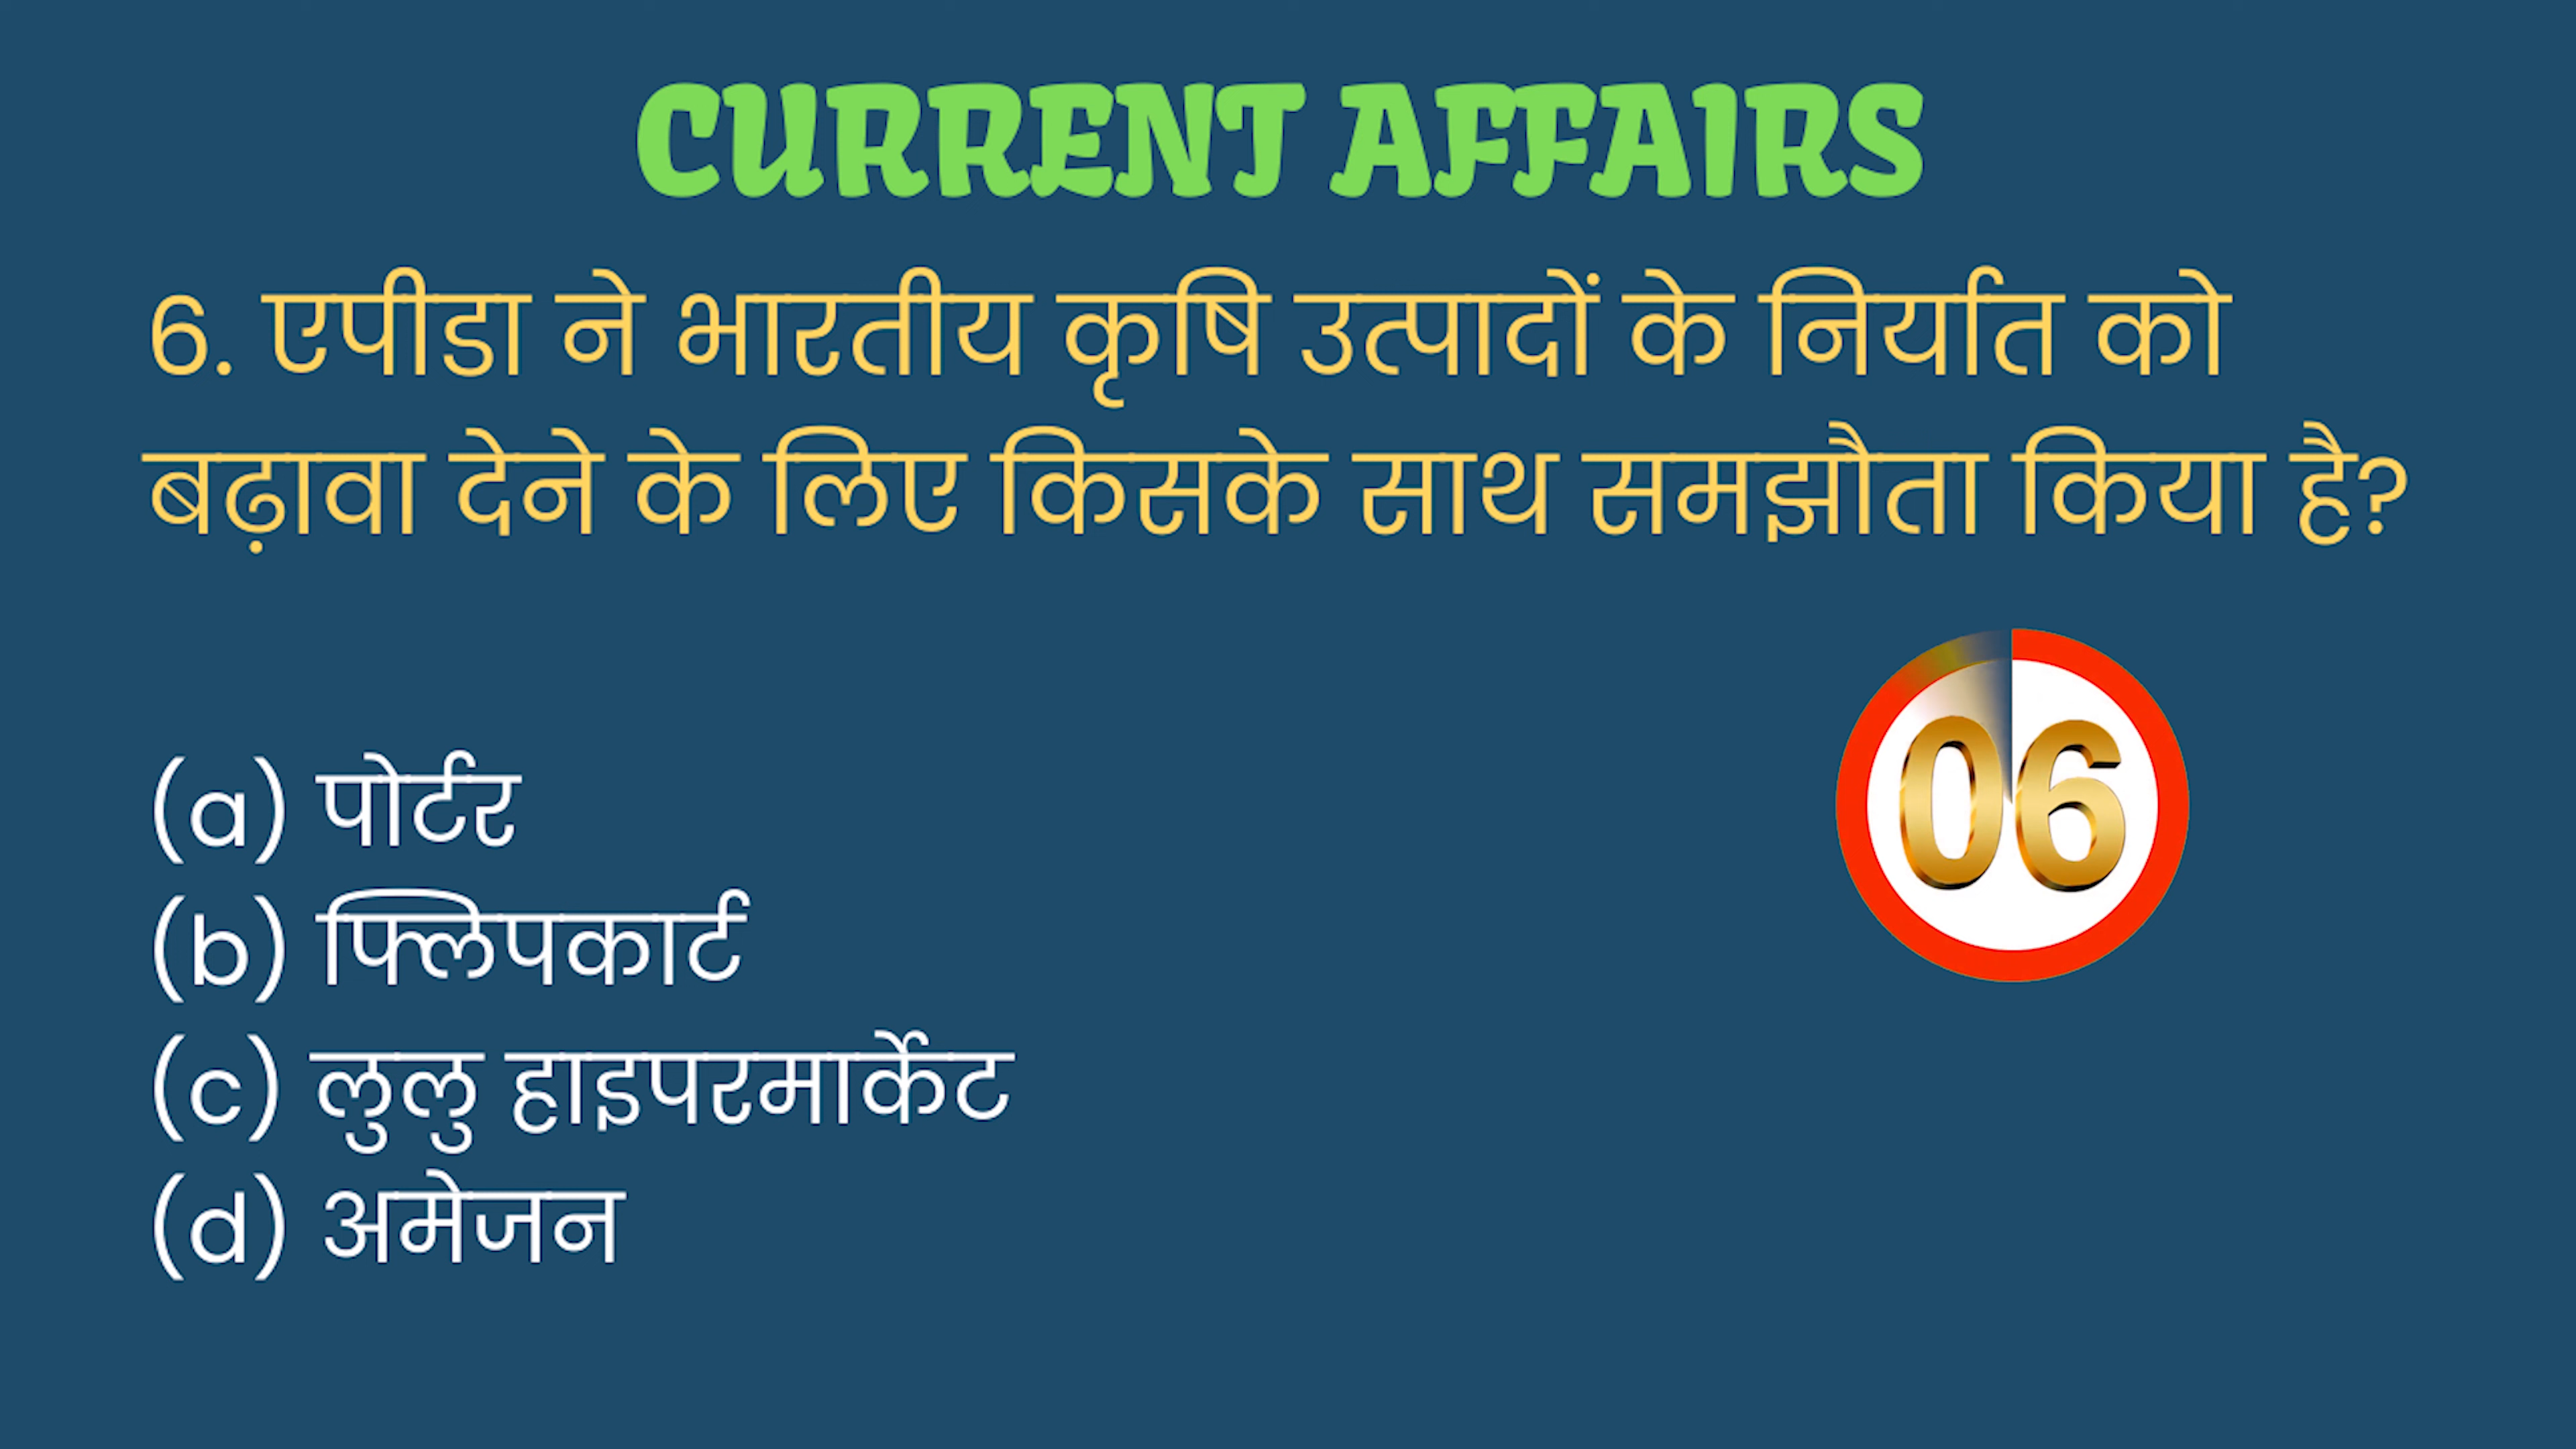 CURRENT AFFAIRS
6. एपीडा ने भारतीय कृषि उत्पादों के निर्यात को
बढ़ावा देने के लिए किसके साथ समझौता किया है?
06
(a) पोर्टर
(b) फ्लिपकार्ट
(c) लुलु हाइपरमार्केट
(d) अमेजन